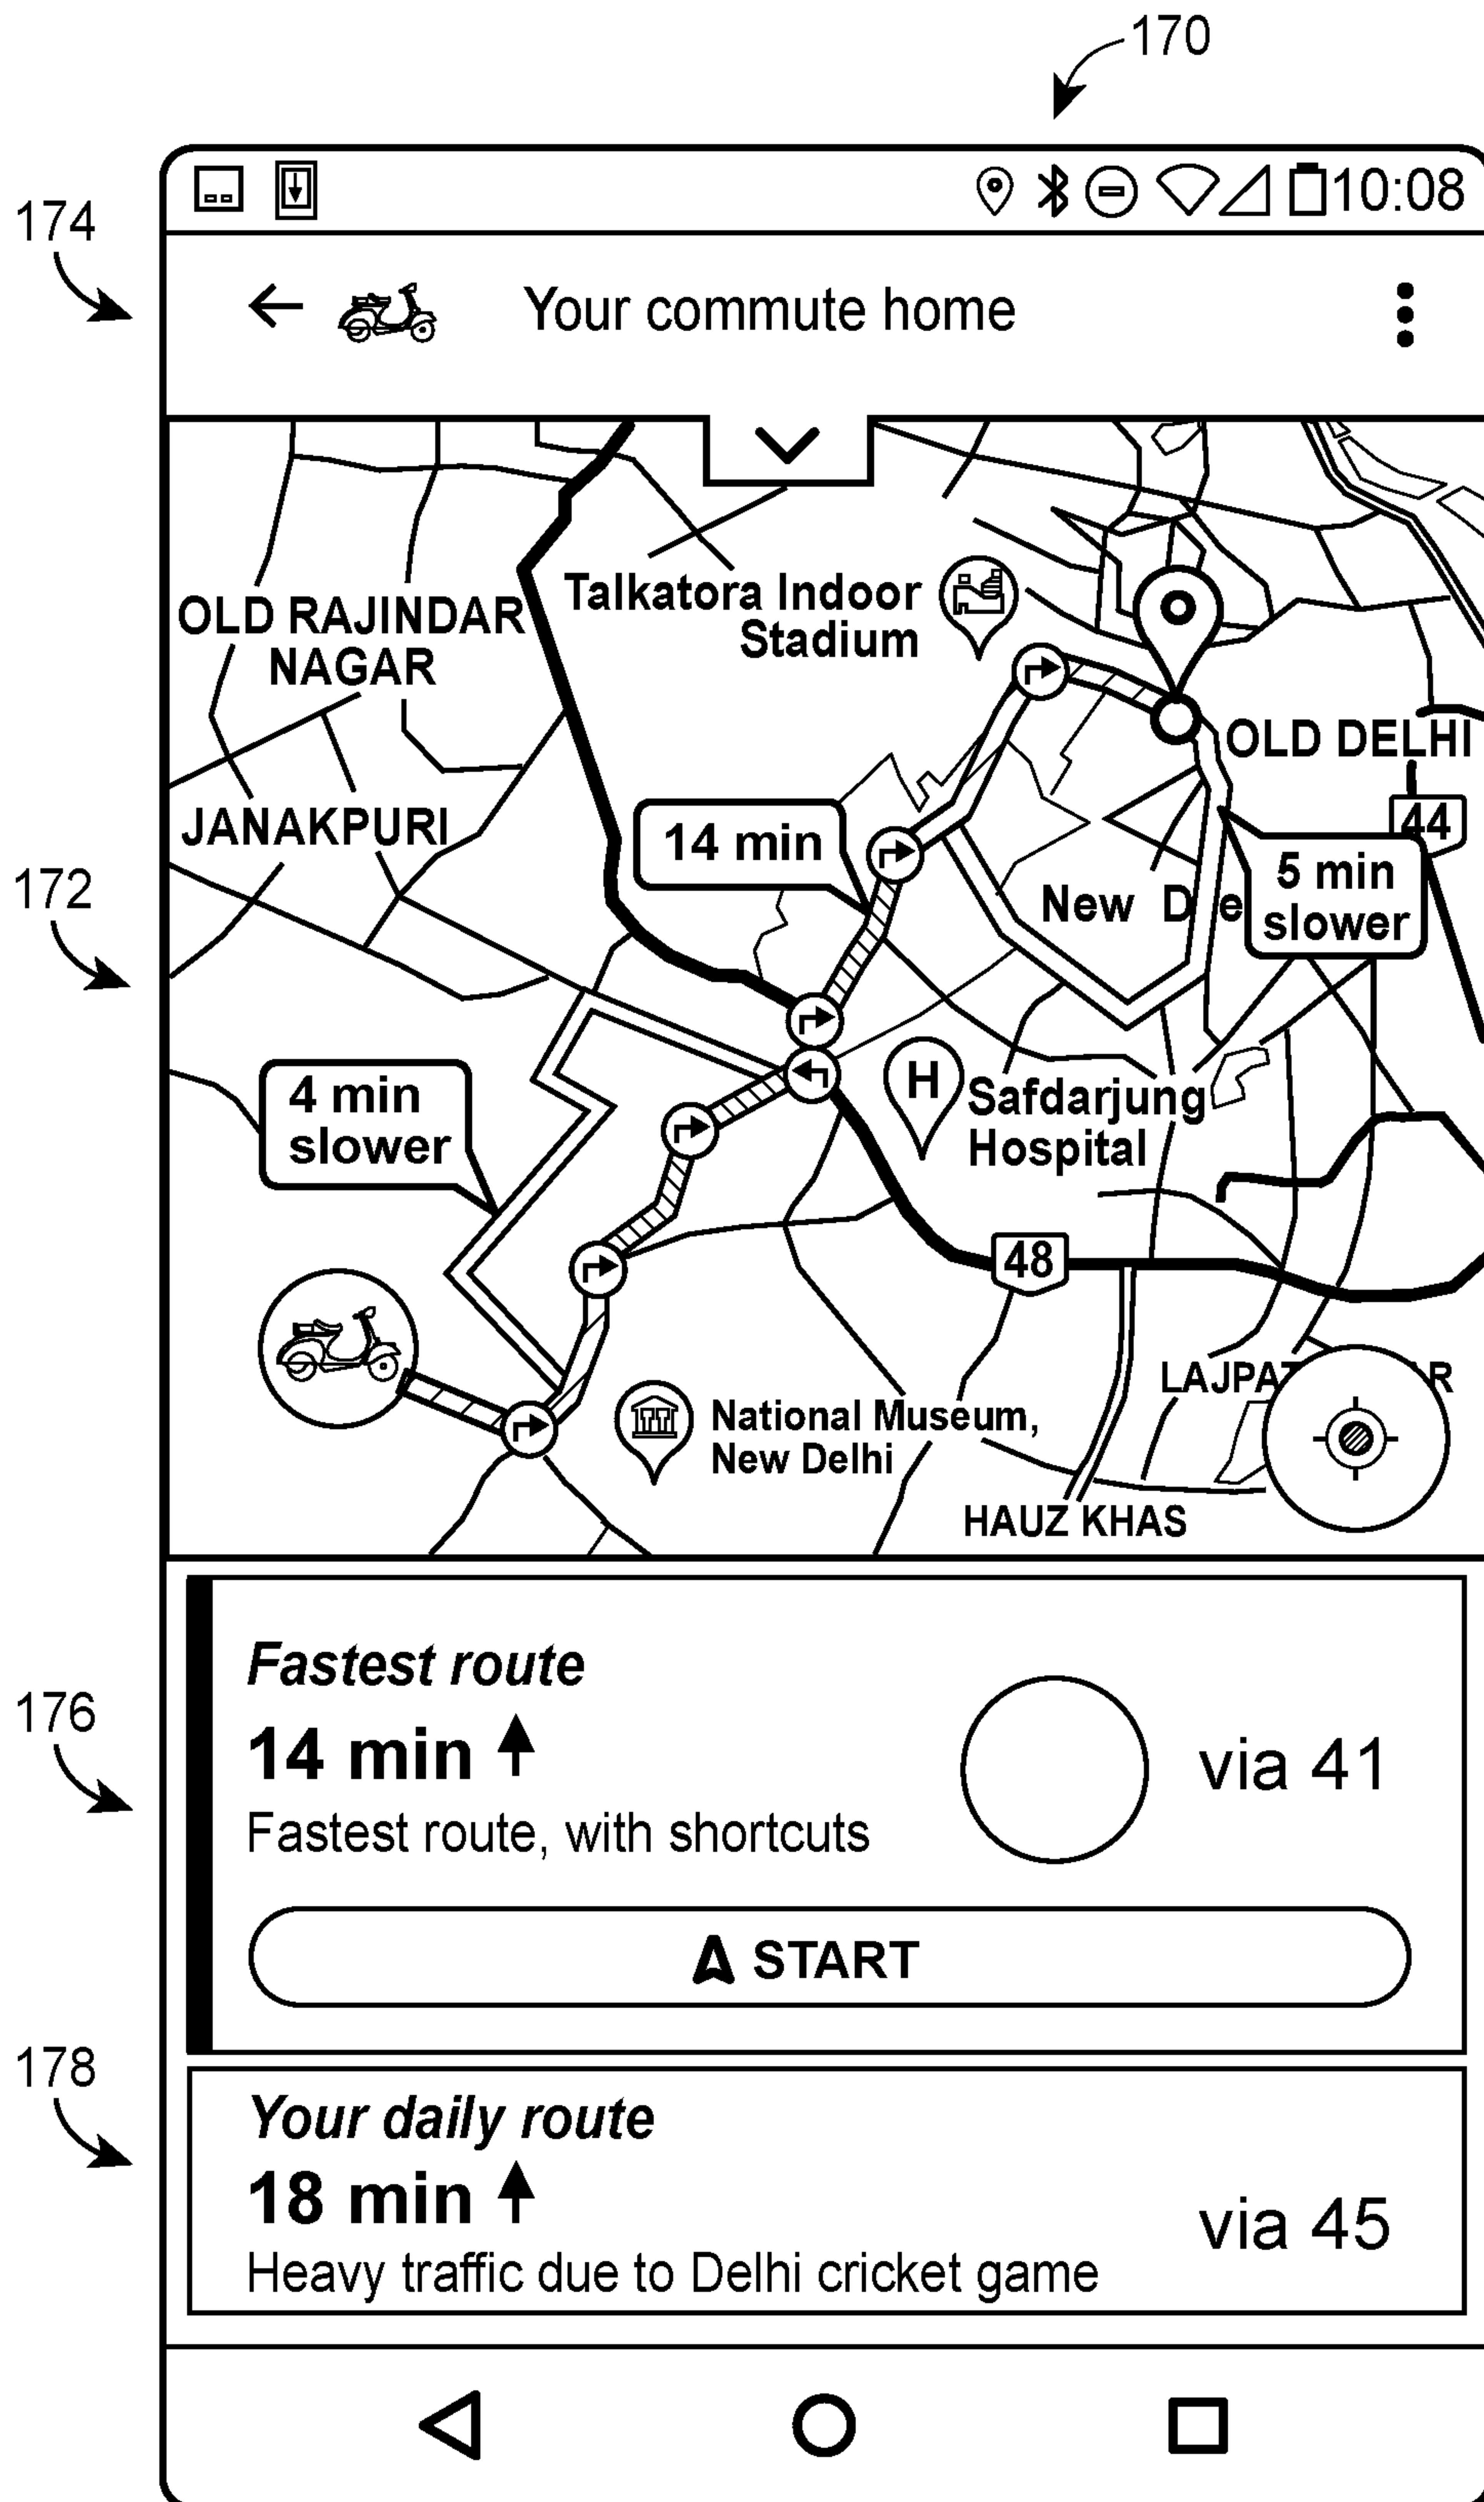 170
10:08
174
Your commute home
Talkatora Indoor
Stadium
OLD RAJINDAR
NAGAR
OLD DELHI
JANAKPURI
14 min
44
172
5 min
slower
New De
4 min
slower
H
Safdarjung
Hospital
48
LAJPAT
R
National Museum,
New Delhi
HAUZ KHAS
Fastest route
176
14 min
via 41
Fastest route, with shortcuts
START
178
Your daily route
18 min
via 45
Heavy traffic due to Delhi cricket game